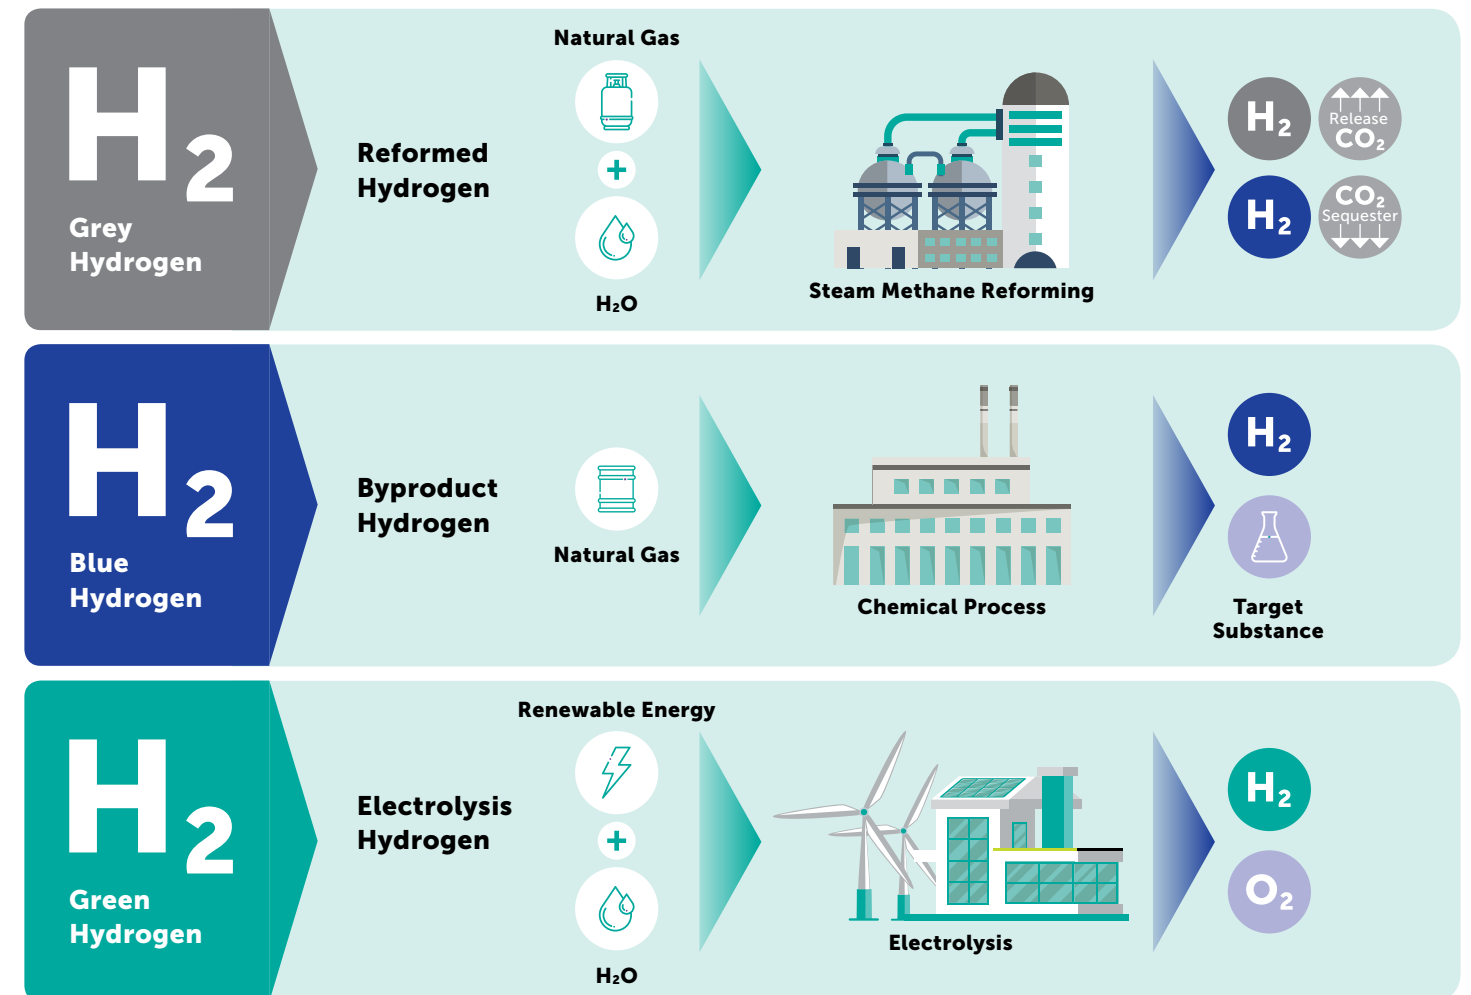 H2
Grey
Hydrogen
Reformed
Hydrogen
Natural Gas
+
H₂O
Steam Methane Reforming
H2
Release
CO2
H2
CO2
Sequester
H2
Blue
Hydrogen
Byproduct
Hydrogen
Natural Gas
Chemical Process
H2
Target
Substance
H2
Green
Hydrogen
Electrolysis
Hydrogen
Renewable Energy
+
H₂O
Electrolysis
H2
O2